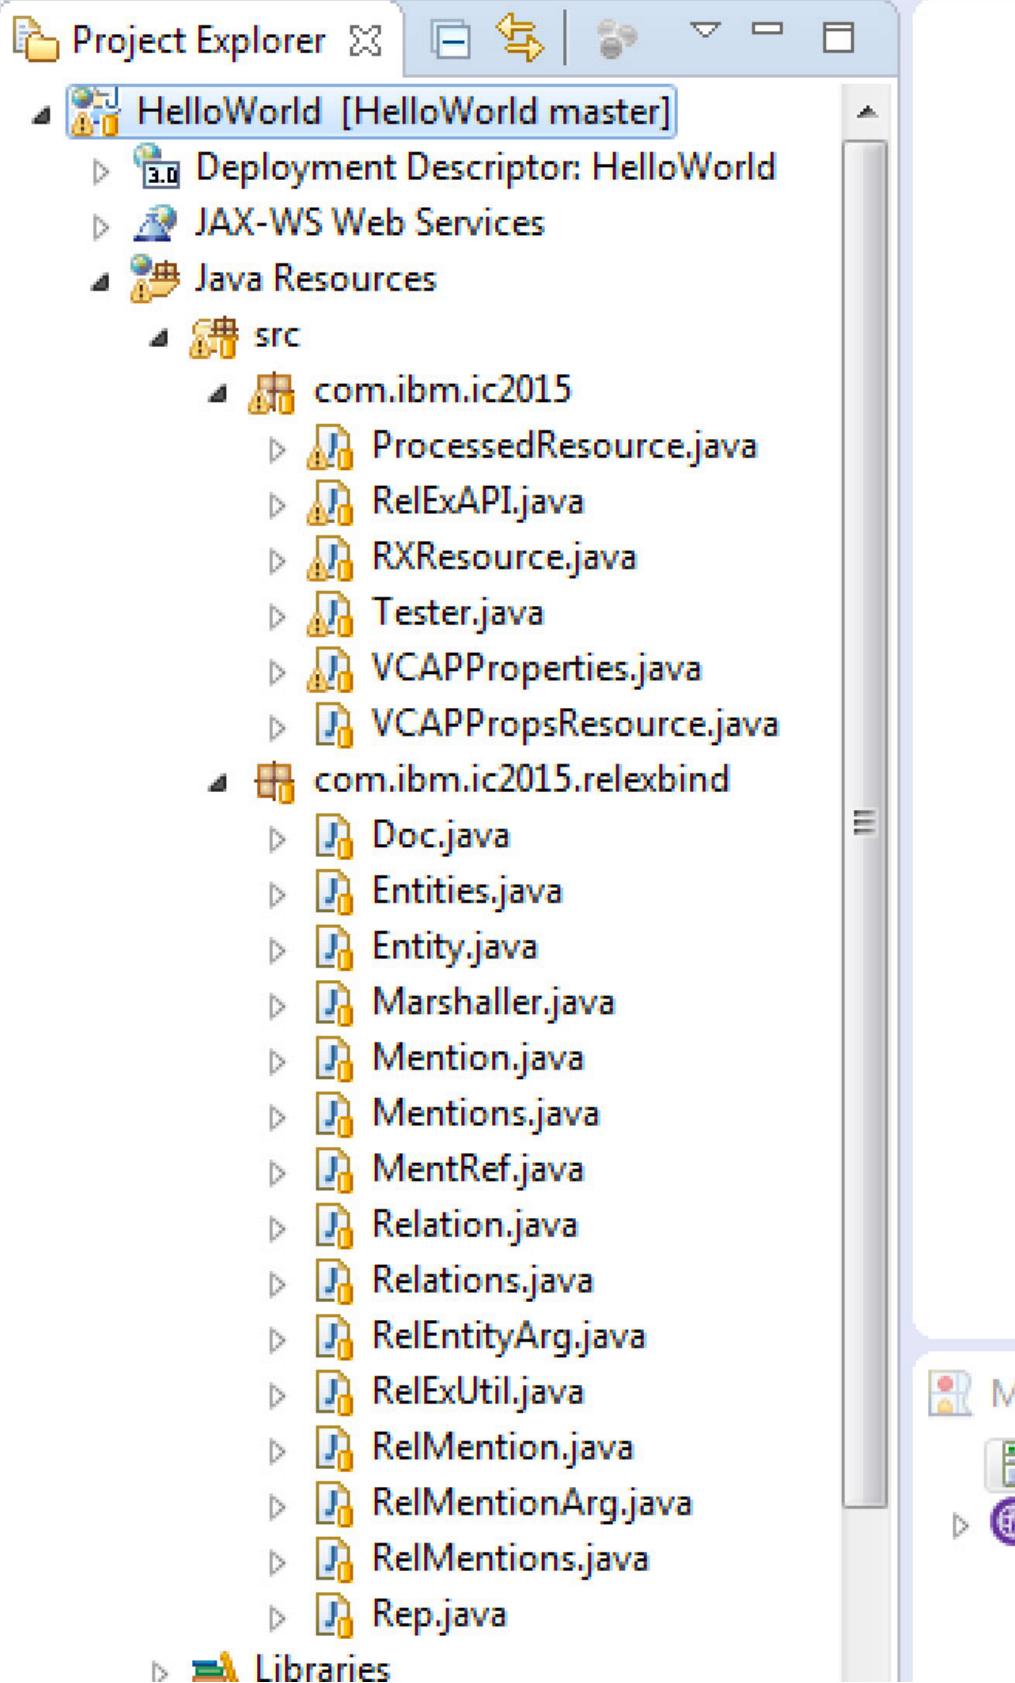 Project Explorer
HelloWorld [HelloWorld master]
3.0 Deployment Descriptor: HelloWorld
JAX-WS Web Services
Java Resources
src
com.ibm.ic2015
ProcessedResource.java
RelExAPI.java
RXResource.java
Tester.java
VCAPProperties.java
VCAPPropsResource.java
com.ibm.ic2015.relexbind
Doc.java
Entities.java
Entity.java
Marshaller.java
Mention.java
Mentions.java
MentRef.java
Relation.java
Relations.java
RelEntityArg.java
RelExUtil.java
RelMention.java
RelMentionArg.java
RelMentions.java
Rep.java
Libraries